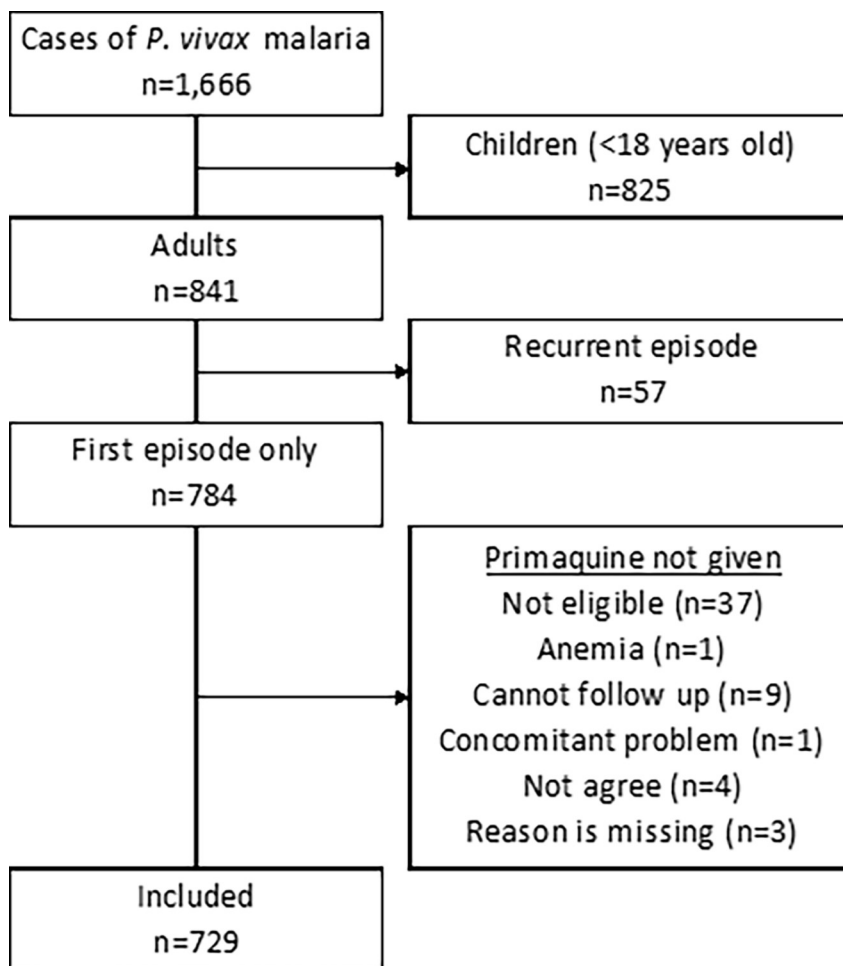 Cases of P. vivax malaria
n=1,666
Children (<18 years old)
n=825
Adults
n=841
Recurrent episode
n=57
First episode only
n=784
Primaquine not given
Not eligible (n=37)
Anemia (n=1)
Cannot follow up (n=9)
Concomitant problem (n=1)
Not agree (n=4)
Reason is missing (n=3)
Included
n=729